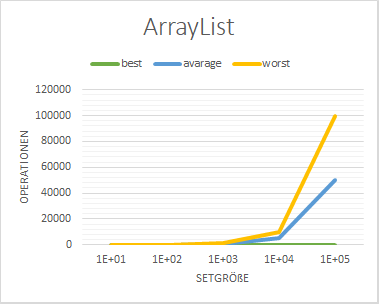 ArrayList
best avarage worst
120000
100000
80000
60000
40000
20000
0
OPERATIONEN
1E+01 1E+02 1E+03 1E+04 1E+05
SETGRÖßE